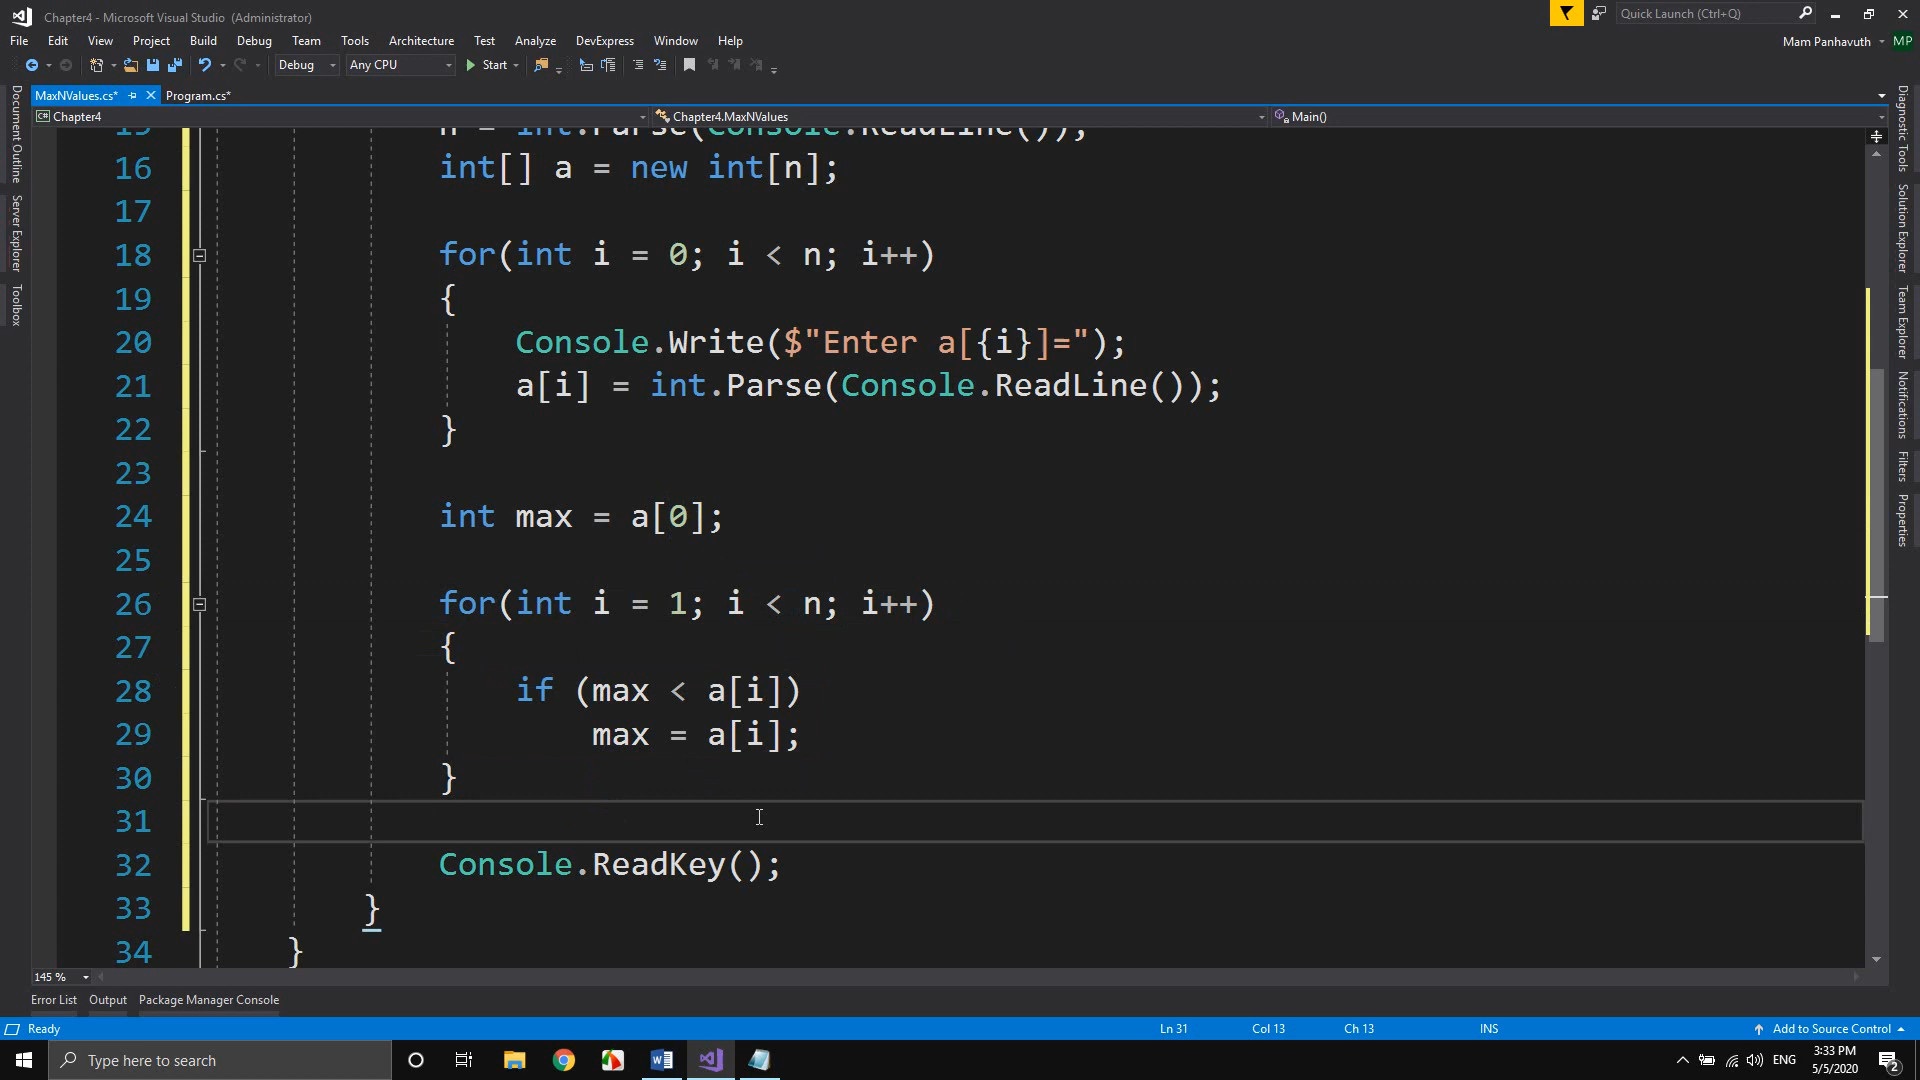 Chapter4 - Microsoft Visual Studio (Administrator)
Quick Launch (Ctrl+Q)
File Edit View Project Build Debug Team Tools Architecture Test Analyze DevExpress Window Help
Mam Panhavuth MP
Debug Any CPU Start
MaxNValues.cs* Program.cs*
Chapter4 Chapter4.MaxNValues Main()
Document Outline
Server Explorer
Toolbox
15 n = int.Parse(Console.ReadLine());
16 int[] a = new int[n];
17
18 for(int i = 0; i < n; i++)
19 {
20 Console.Write($"Enter a[{i}]=");
21 a[i] = int.Parse(Console.ReadLine());
22 }
23
24 int max = a[0];
25
26 for(int i = 1; i < n; i++)
27 {
28 if (max < a[i])
29 max = a[i];
30 }
31
32 Console.ReadKey();
33 }
34 }
Diagnostic Tools
Solution Explorer
Team Explorer
Notifications
Filters
Properties
145 %
Error List Output Package Manager Console
Ready Ln 31 Col 13 Ch 13 INS Add to Source Control
Type here to search
ENG
3:33 PM
5/5/2020
2